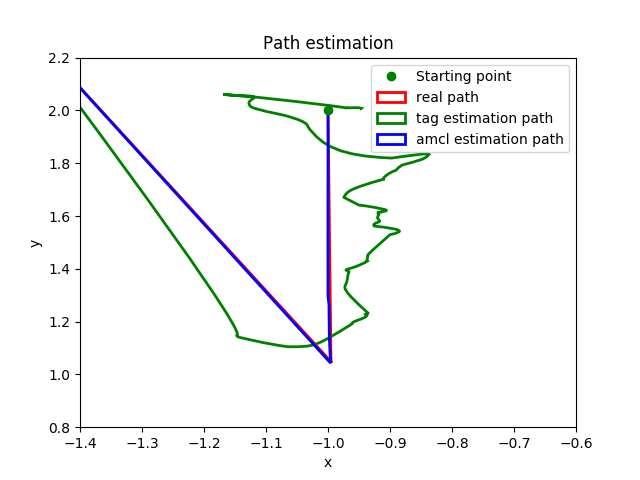 Path estimation
Starting point
real path
tag estimation path
amcl estimation path
2.2
2.0
1.8
1.6
1.4
1.2
1.0
0.8
y
−1.4 −1.3 −1.2 −1.1 −1.0 −0.9 −0.8 −0.7 −0.6
x